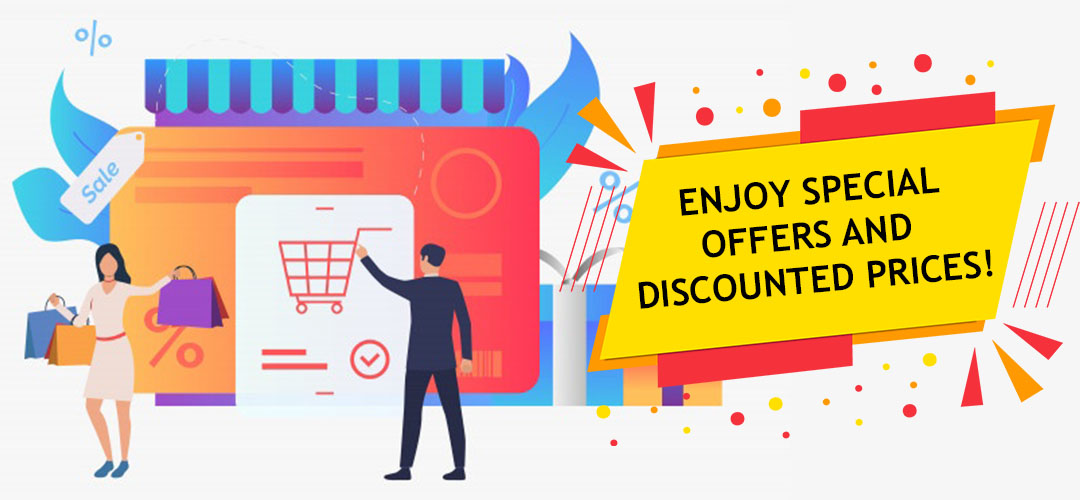 %
Sale
%
%
ENJOY SPECIAL
OFFERS AND
DISCOUNTED PRICES!